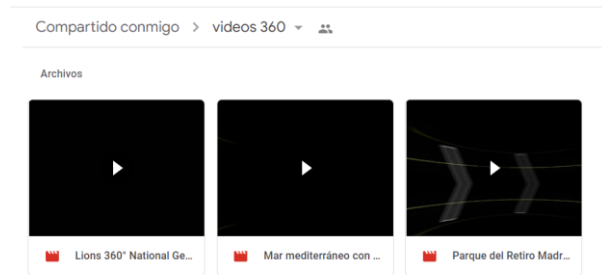 Compartido conmigo > videos 360
Archivos
Lions 360° National Ge...
Mar mediterráneo con ...
Parque del Retiro Madr...